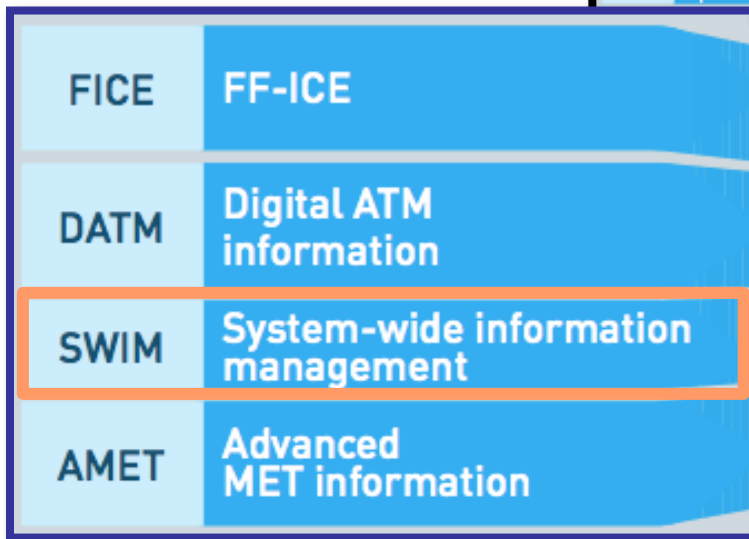 FICE FF-ICE
DATM Digital ATM
information
SWIM System-wide information
management
AMET Advanced
MET information